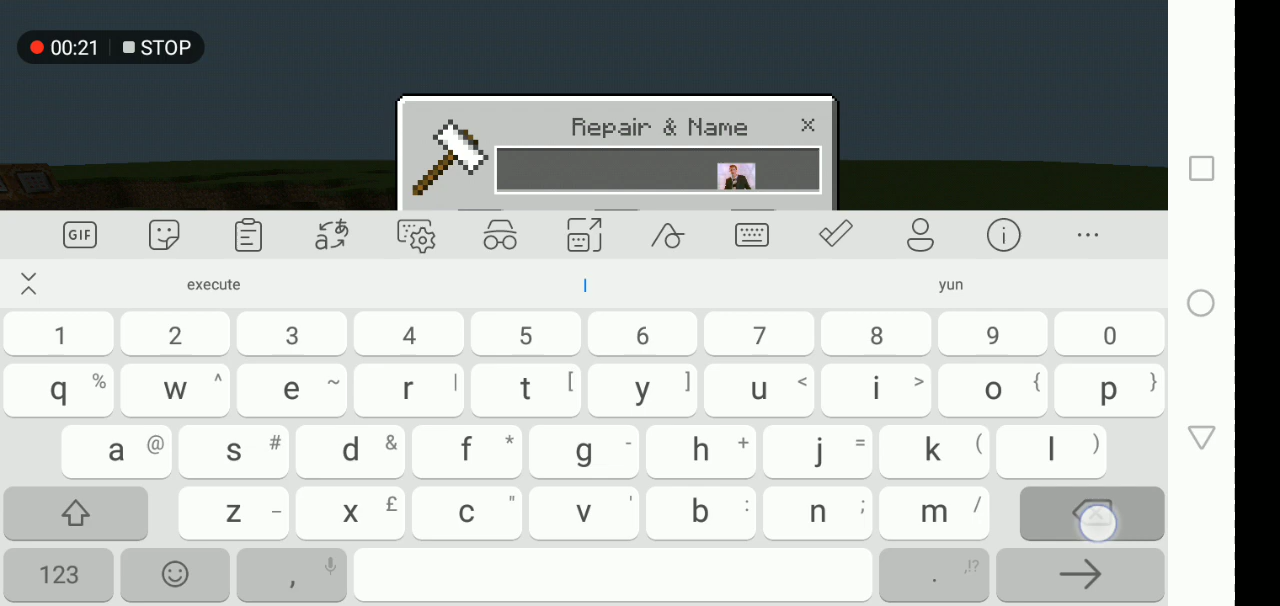 00:21 STOP
Repair & Name
GIF
execute yun
1 2 3 4 5 6 7 8 9 0
q % w ^ e ~ r | t [ y ] u < i > o { p }
a @ s # d & f * g - h + j = k ( l )
z _ x £ c " v ' b : n ; m /
123 , . ,!?